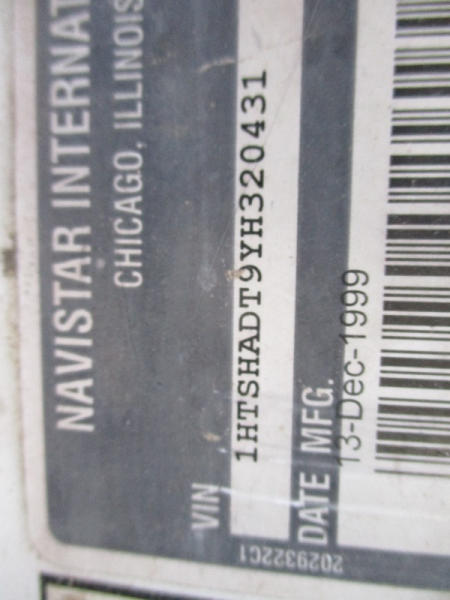 NAVISTAR INTERNAT
CHICAGO, ILLINOIS
VIN
1HTSHADT9YH320431
DATE MFG.
13-Dec-1999
2029322C1